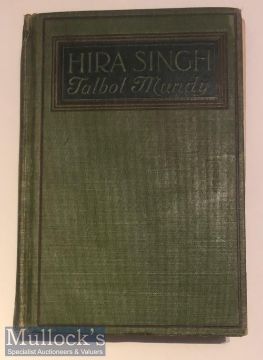 HIRA SINGH
Talbot Mundy
Mullock's
Specialist Auctioneers & Valuers